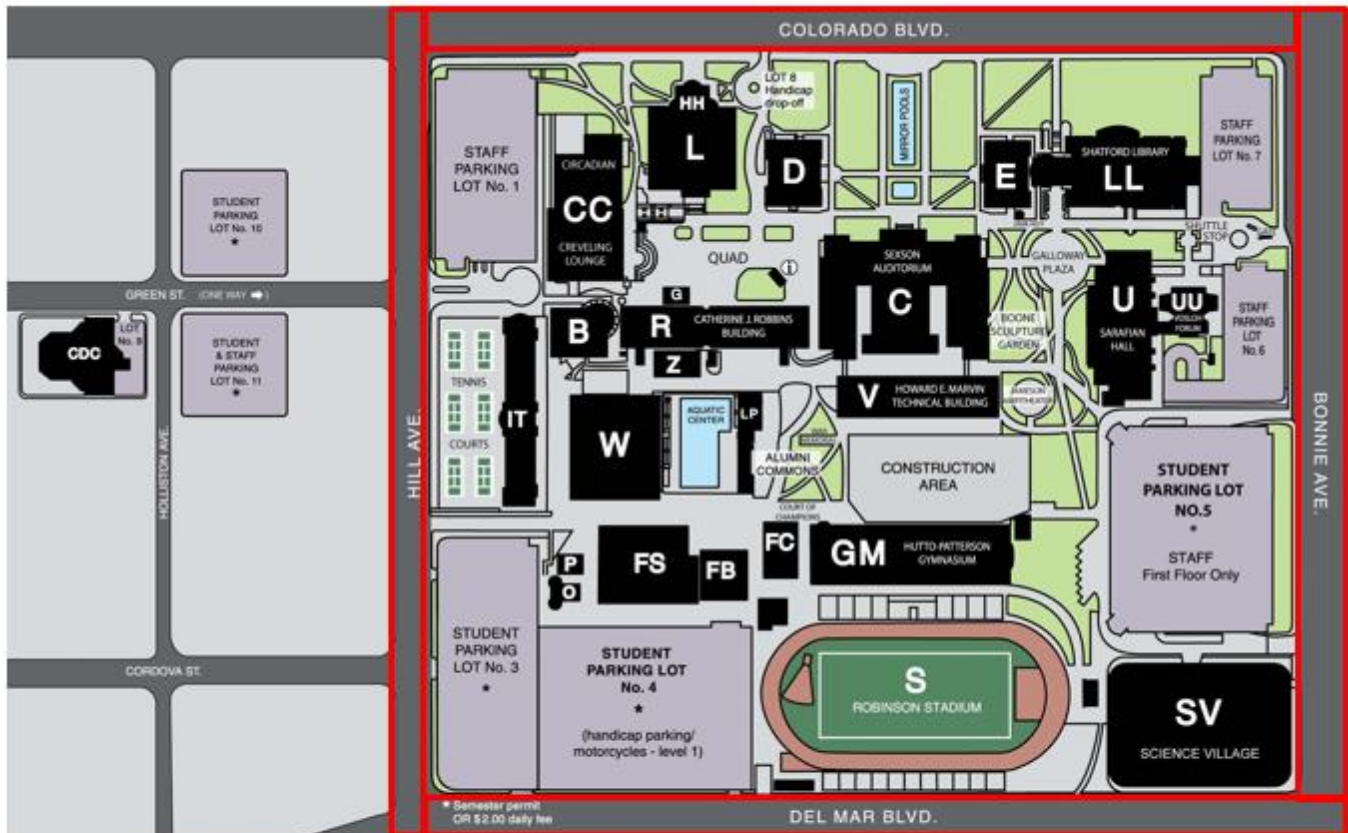 COLORADO BLVD.
LOT 8
Handicap
drop-off
HH
L
STAFF
PARKING
LOT No. 1
CIRCADIAN
CC
CREVELING
LOUNGE
D
MIRROR POOLS
E
SHATFORD LIBRARY
LL
STAFF
PARKING
LOT No. 7
STUDENT
PARKING
LOT No. 10
*
QUAD
i
SEXSON
AUDITORIUM
C
GALLOWAY
PLAZA
SHUTTLE
STOP
GREEN ST. (ONE WAY ➡)
CDC
LOT
No. 9
STUDENT
& STAFF
PARKING
LOT No. 11
*
G
B
R
CATHERINE J. ROBBINS
BUILDING
Z
BOONE
SCULPTURE
GARDEN
U
SARAFIAN
HALL
UU
VOSLOH
FORUM
STAFF
PARKING
LOT
No. 6
TENNIS
COURTS
IT
V
HOWARD E. MARVIN
TECHNICAL BUILDING
JAMESON
AMPHITHEATER
W
AQUATIC
CENTER
LP
WAR
MEMORIAL
ALUMNI
COMMONS
CONSTRUCTION
AREA
COURT OF
CHAMPIONS
HOLLISTON AVE.
HILL AVE.
BONNIE AVE.
STUDENT
PARKING LOT
NO.5
*
STAFF
First Floor Only
P
O
FS
FB
FC
GM
HUTTO-PATTERSON
GYMNASIUM
CORDOVA ST.
STUDENT
PARKING
LOT No. 3
*
STUDENT
PARKING LOT
No. 4
*
(handicap parking/
motorcycles - level 1)
S
ROBINSON STADIUM
SV
SCIENCE VILLAGE
* Semester permit
OR $2.00 daily fee
DEL MAR BLVD.